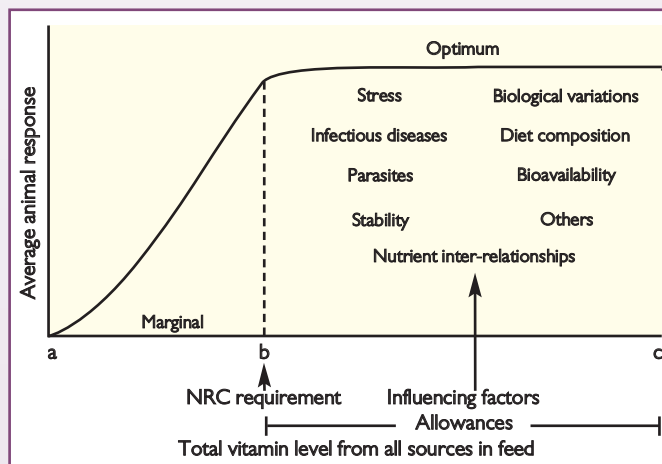 Optimum
Average animal response
Stress
Biological variations
Infectious diseases
Diet composition
Parasites
Bioavailability
Stability
Others
Nutrient inter-relationships
Marginal
a
b
c
NRC requirement
Influencing factors
Allowances
Total vitamin level from all sources in feed